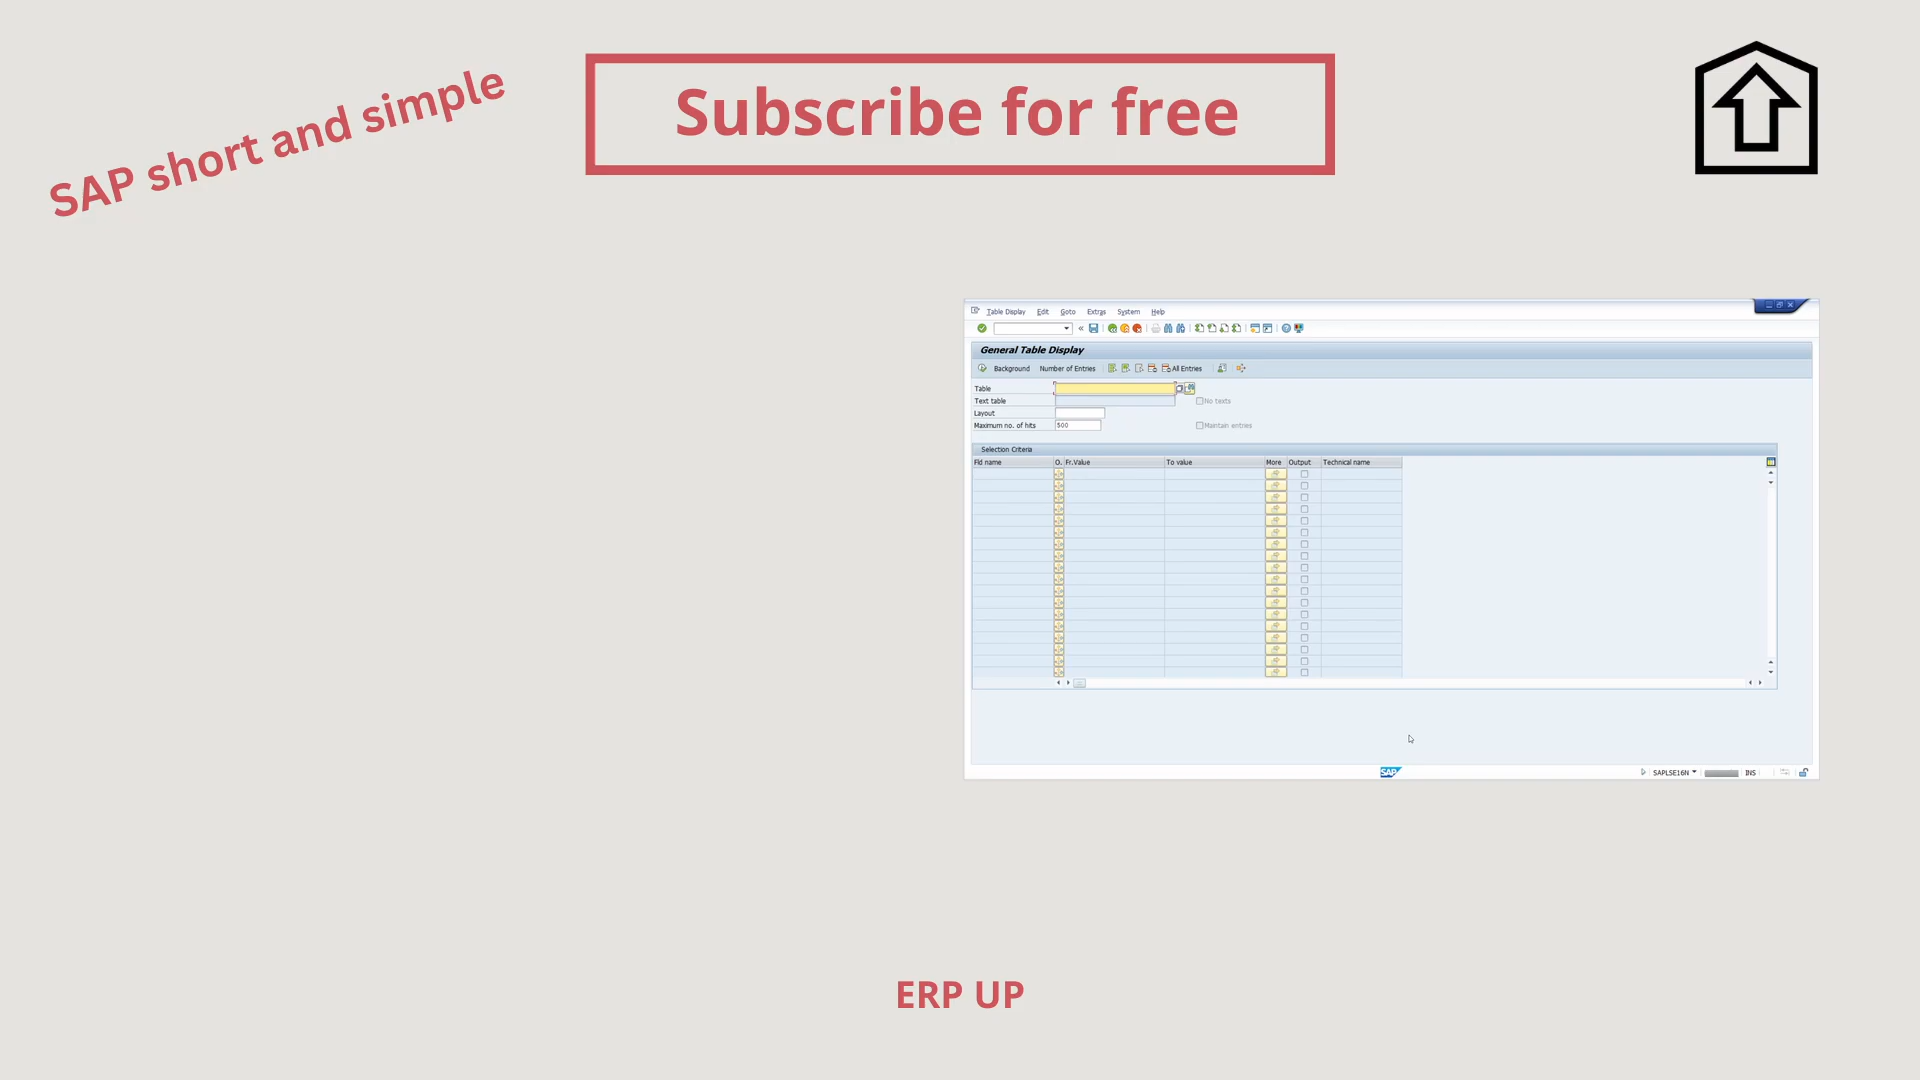 SAP short and simple
Subscribe for free
Table Display Edit Goto Extras System Help
General Table Display
Background Number of Entries All Entries
Table
Text table No texts
Layout
Maximum no. of hits 500 Maintain entries
Selection Criteria
Fld name O. Fr.Value To value More Output Technical name
SAP SAPLSE16N INS
ERP UP